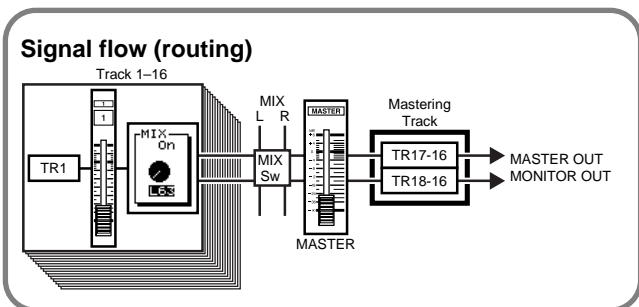 Signal flow (routing)
Track 1–16
1
1
TR1
MIX
On
L63
MIX
L R
MIX
Sw
MASTER
MASTER
Mastering
Track
TR17-16
TR18-16
MASTER OUT
MONITOR OUT